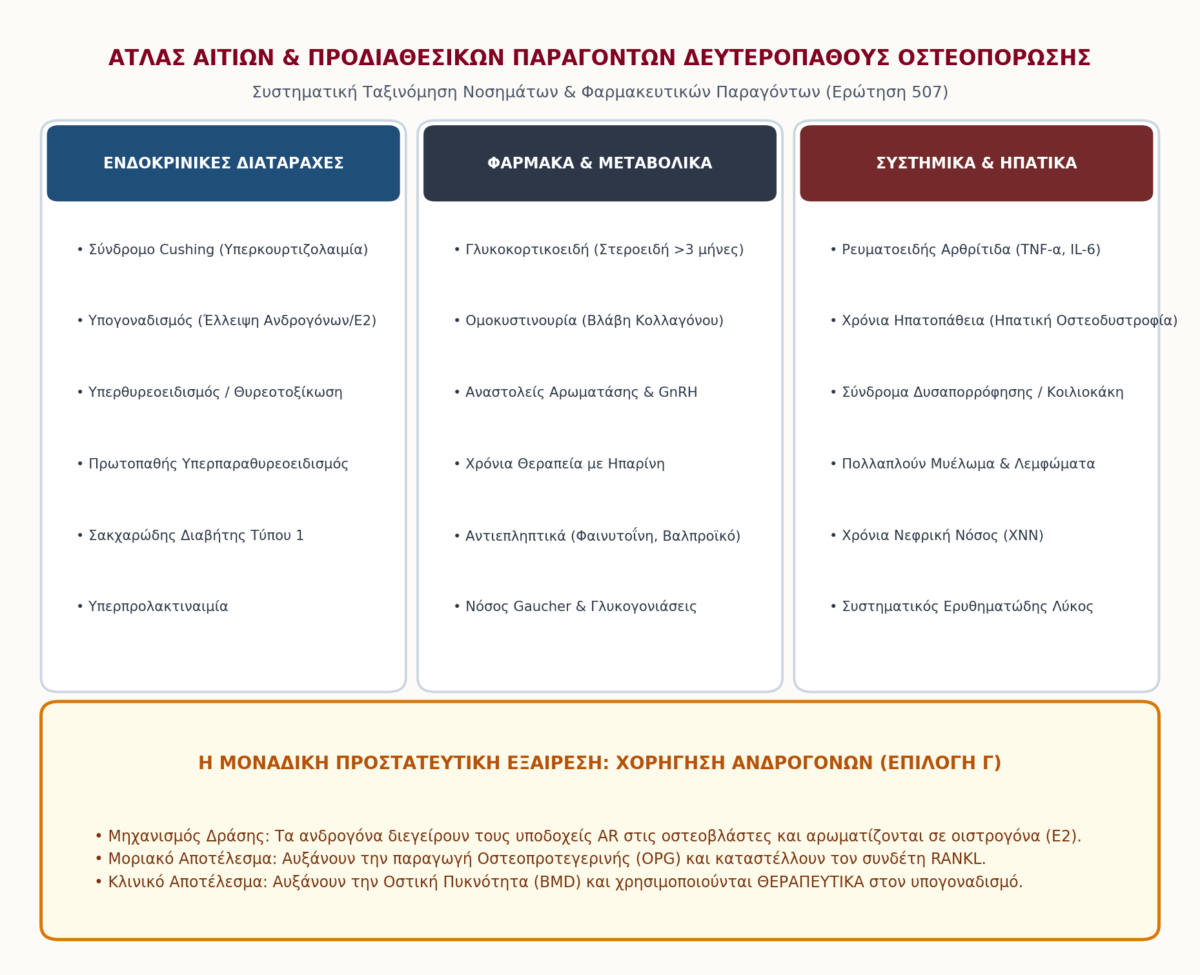 ΑΤΛΑΣ ΑΙΤΙΩΝ & ΠΡΟΔΙΑΘΕΣΙΚΩΝ ΠΑΡΑΓΟΝΤΩΝ ΔΕΥΤΕΡΟΠΑΘΟΥΣ ΟΣΤΕΟΠΟΡΩΣΗΣ
Συστηματική Ταξινόμηση Νοσημάτων & Φαρμακευτικών Παραγόντων (Ερώτηση 507)
ΕΝΔΟΚΡΙΝΙΚΕΣ ΔΙΑΤΑΡΑΧΕΣ
• Σύνδρομο Cushing (Υπερκουρτιζολαιμία)
• Υπογοναδισμός (Έλλειψη Ανδρογόνων/Ε2)
• Υπερθυρεοειδισμός / Θυρεοτοξίκωση
• Πρωτοπαθής Υπερπαραθυρεοειδισμός
• Σακχαρώδης Διαβήτης Τύπου 1
• Υπερπρολακτιναιμία
ΦΑΡΜΑΚΑ & ΜΕΤΑΒΟΛΙΚΑ
• Γλυκοκορτικοειδή (Στεροειδή >3 μήνες)
• Ομοκυστινουρία (Βλάβη Κολλαγόνου)
• Αναστολείς Αρωματάσης & GnRH
• Χρόνια Θεραπεία με Ηπαρίνη
• Αντιεπληπτικά (Φαινυτοΐνη, Βαλπροϊκό)
• Νόσος Gaucher & Γλυκογονιάσεις
ΣΥΣΤΗΜΙΚΑ & ΗΠΑΤΙΚΑ
• Ρευματοειδής Αρθρίτιδα (TNF-α, IL-6)
• Χρόνια Ηπατοπάθεια (Ηπατική Οστεοδυστροφία)
• Σύνδρομα Δυσαπορρόφησης / Κοιλιοκάκη
• Πολλαπλούν Μυέλωμα & Λεμφώματα
• Χρόνια Νεφρική Νόσος (ΧΝΝ)
• Συστηματικός Ερυθηματώδης Λύκος
Η ΜΟΝΑΔΙΚΗ ΠΡΟΣΤΑΤΕΥΤΙΚΗ ΕΞΑΙΡΕΣΗ: ΧΟΡΗΓΗΣΗ ΑΝΔΡΟΓΟΝΩΝ (ΕΠΙΛΟΓΗ Γ)
• Μηχανισμός Δράσης: Τα ανδρογόνα διεγείρουν τους υποδοχείς AR στις οστεοβλάστες και αρωματίζονται σε οιστρογόνα (E2).
• Μοριακό Αποτέλεσμα: Αυξάνουν την παραγωγή Οστεοπροτεγερινής (OPG) και καταστέλλουν τον συνδέτη RANKL.
• Κλινικό Αποτέλεσμα: Αυξάνουν την Οστική Πυκνότητα (BMD) και χρησιμοποιούνται ΘΕΡΑΠΕΥΤΙΚΑ στον υπογοναδισμό.